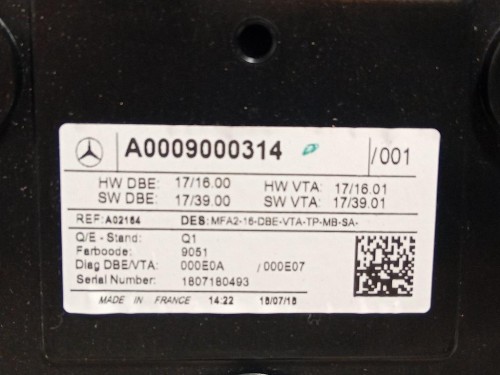 A0009000314 /001
HW DBE: 17/16.00 HW VTA: 17/16.01
SW DBE: 17/39.00 SW VTA: 17/39.01
REF: A02164 DES: MFA2-16-DBE-VTA-TP-MB-SA-
Q/E - Stand: Q1
Farbcode: 9051
Diag DBE/VTA: 000E0A /000E07
Serial Number: 1807180493
MADE IN FRANCE 14:22 18/07/18